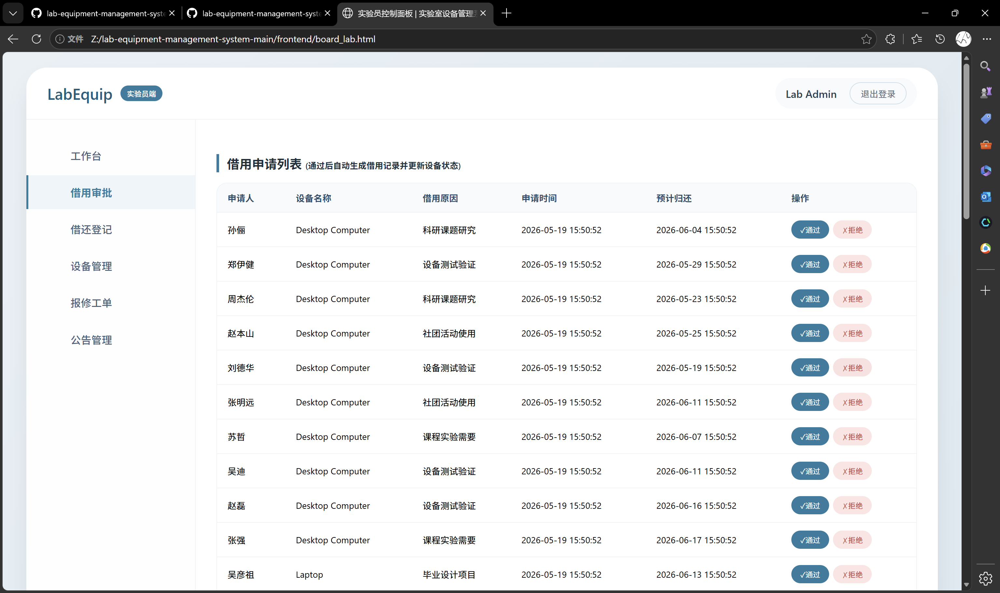 lab-equipment-management-syste
lab-equipment-management-syste
实验员控制面板 | 实验室设备管理系
文件 Z:/lab-equipment-management-system-main/frontend/board_lab.html
LabEquip 实验员端 Lab Admin 退出登录
工作台
借用审批
借还登记
设备管理
报修工单
公告管理
借用申请列表 (通过后自动生成借用记录并更新设备状态)
申请人 设备名称 借用原因 申请时间 预计归还 操作
孙俪 Desktop Computer 科研课题研究 2026-05-19 15:50:52 2026-06-04 15:50:52 ✓通过 ✗拒绝
郑伊健 Desktop Computer 设备测试验证 2026-05-19 15:50:52 2026-05-29 15:50:52 ✓通过 ✗拒绝
周杰伦 Desktop Computer 科研课题研究 2026-05-19 15:50:52 2026-05-23 15:50:52 ✓通过 ✗拒绝
赵本山 Desktop Computer 社团活动使用 2026-05-19 15:50:52 2026-05-25 15:50:52 ✓通过 ✗拒绝
刘德华 Desktop Computer 设备测试验证 2026-05-19 15:50:52 2026-05-19 15:50:52 ✓通过 ✗拒绝
张明远 Desktop Computer 社团活动使用 2026-05-19 15:50:52 2026-06-11 15:50:52 ✓通过 ✗拒绝
苏哲 Desktop Computer 课程实验需要 2026-05-19 15:50:52 2026-06-07 15:50:52 ✓通过 ✗拒绝
吴迪 Desktop Computer 设备测试验证 2026-05-19 15:50:52 2026-06-11 15:50:52 ✓通过 ✗拒绝
赵磊 Desktop Computer 设备测试验证 2026-05-19 15:50:52 2026-06-16 15:50:52 ✓通过 ✗拒绝
张强 Desktop Computer 课程实验需要 2026-05-19 15:50:52 2026-06-17 15:50:52 ✓通过 ✗拒绝
吴彦祖 Laptop 毕业设计项目 2026-05-19 15:50:52 2026-06-13 15:50:52 ✓通过 ✗拒绝